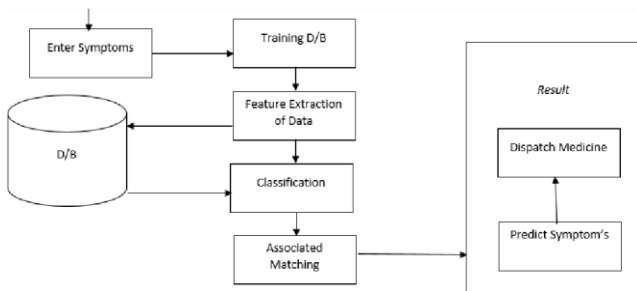 Enter Symptoms
Training D/B
Feature Extraction
of Data
D/B
Classification
Associated
Matching
Result
Dispatch Medicine
Predict Symptom's